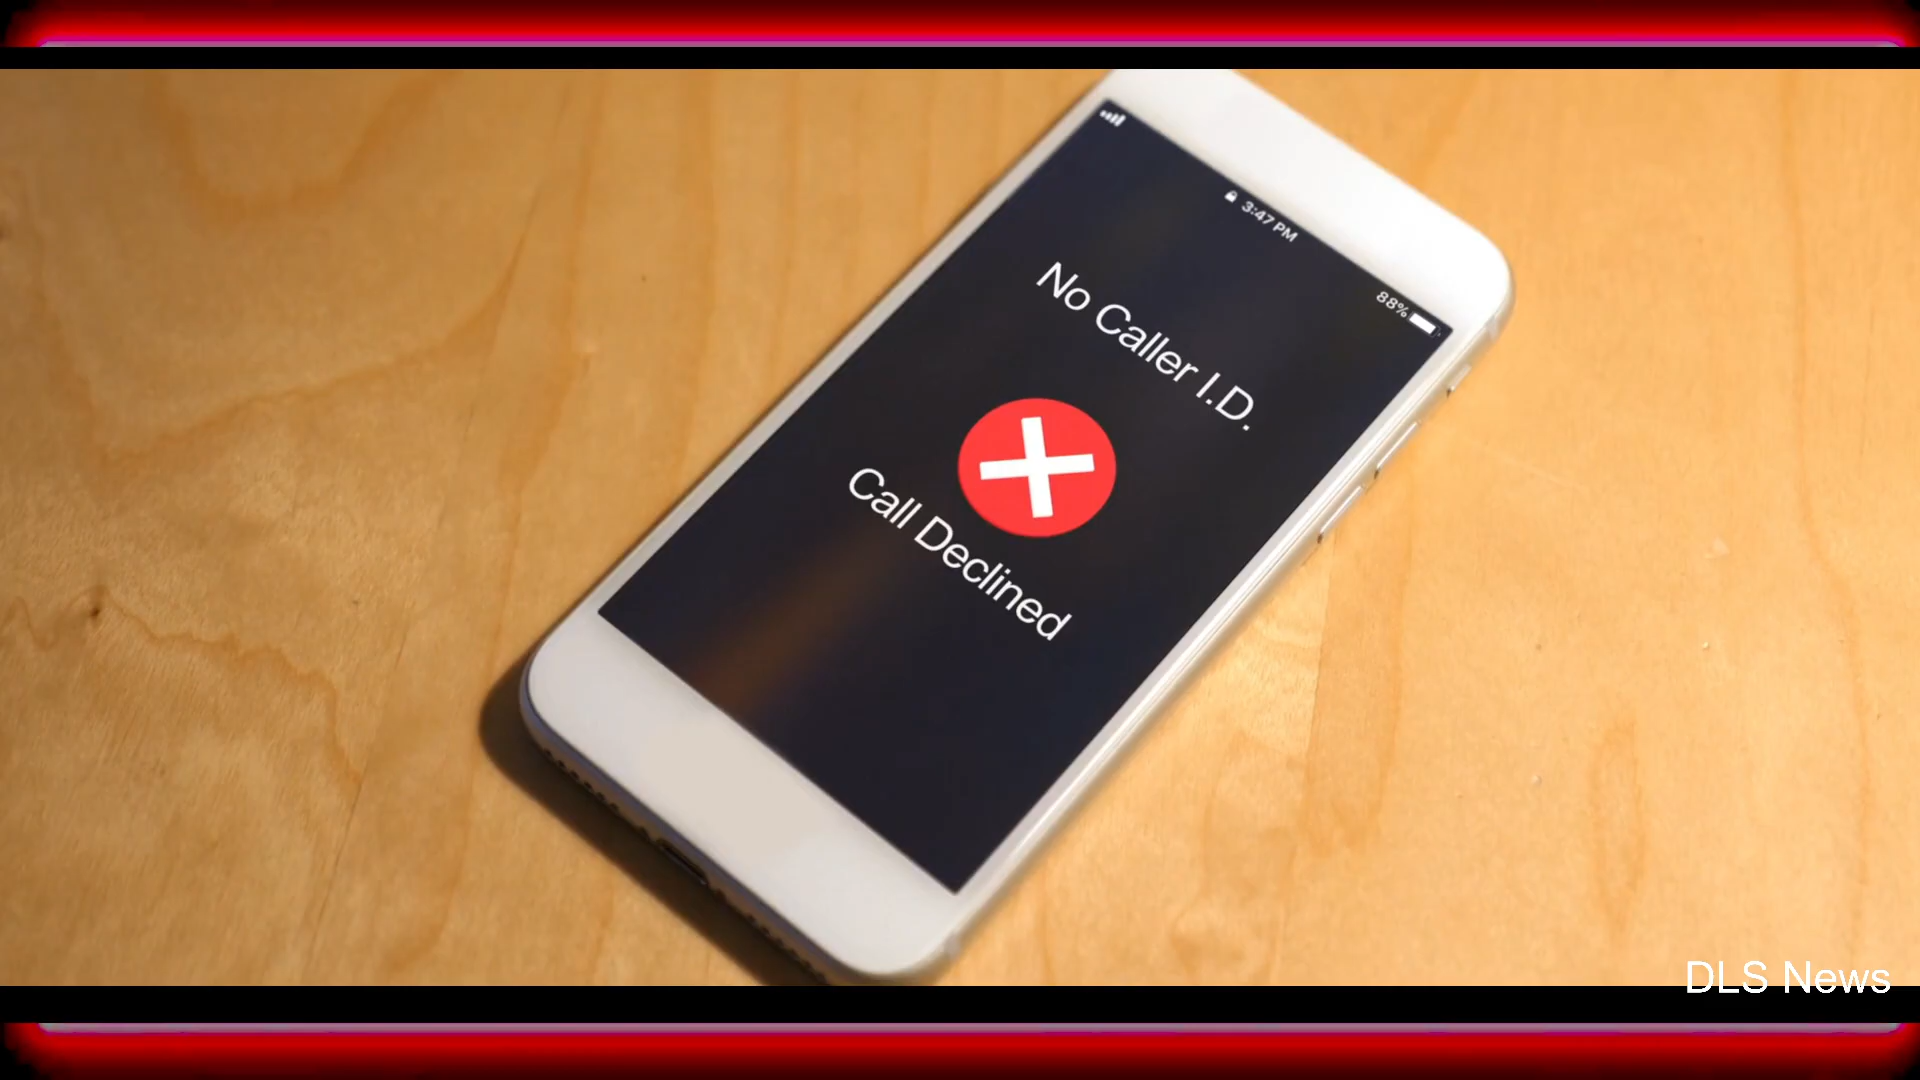 3:47 PM
88%
No Caller I.D.
Call Declined
DLS News